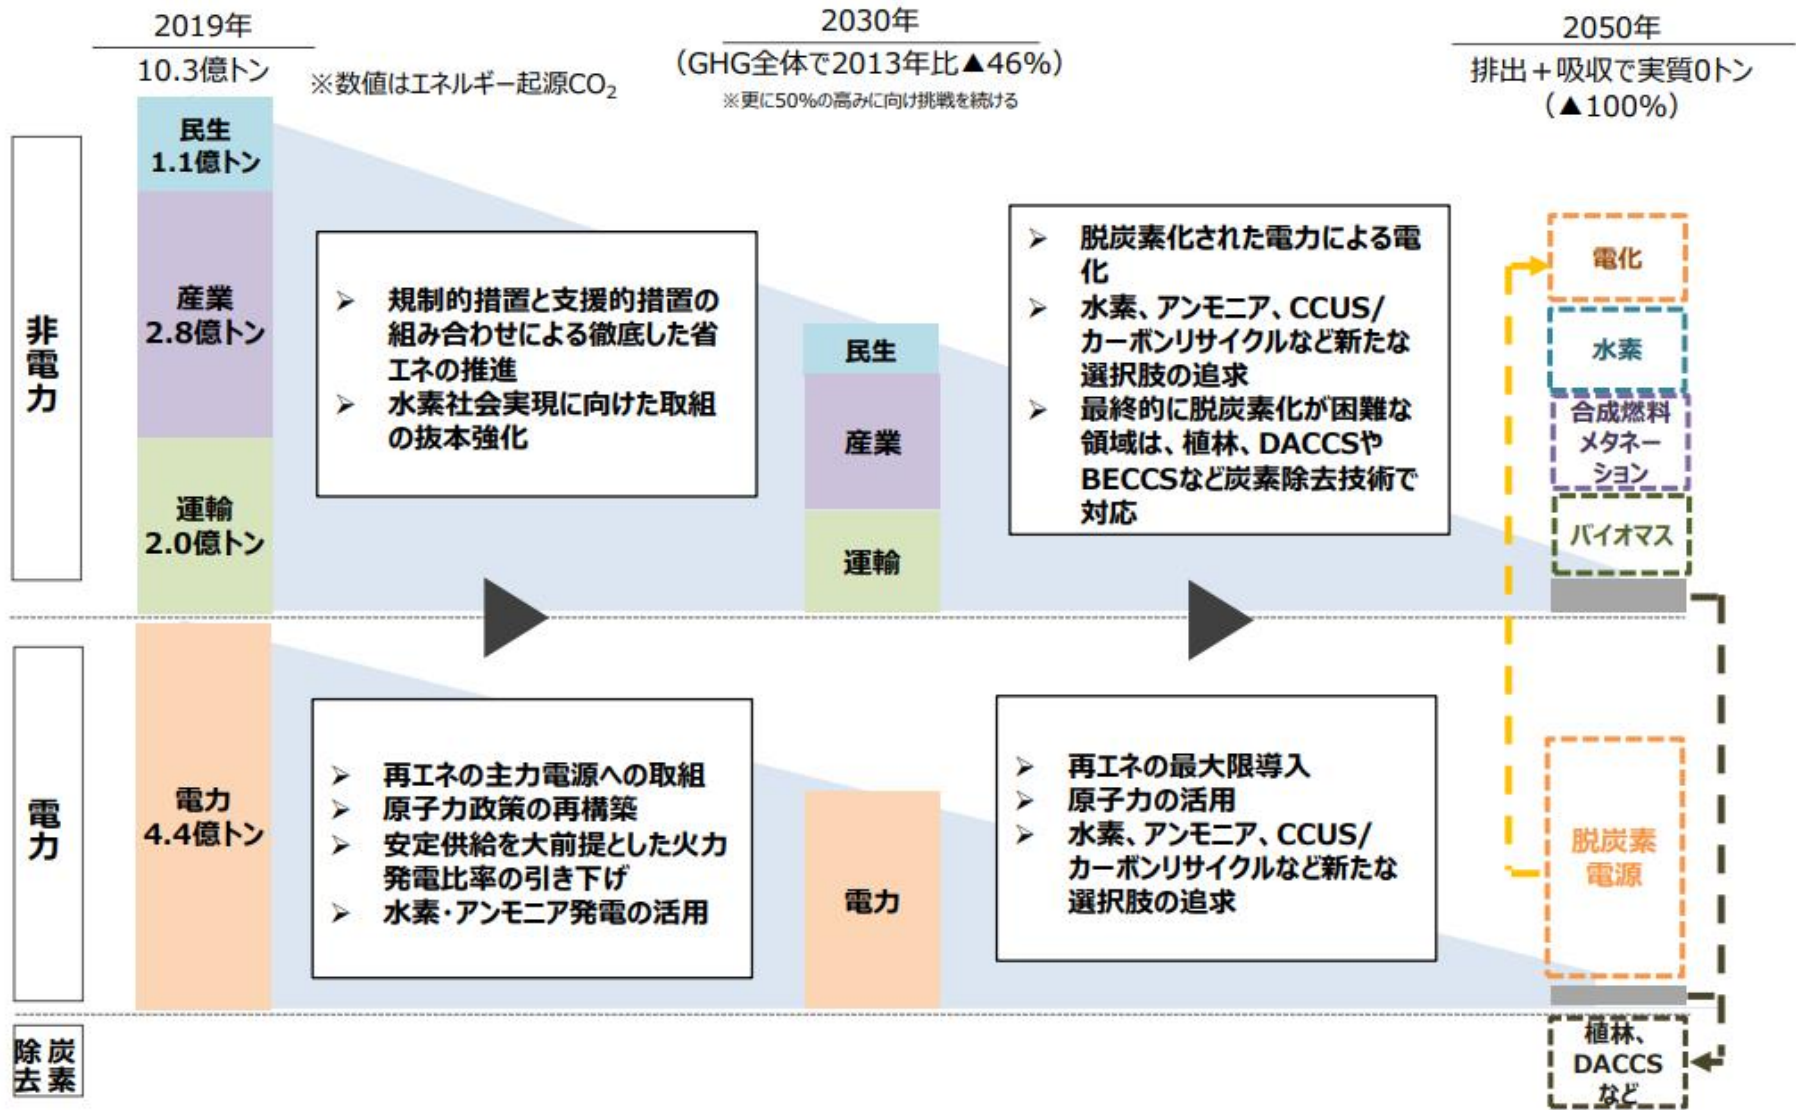 2019年
10.3億トン
※数値はエネルギー起源CO₂
2030年
(GHG全体で2013年比▲46%)
※更に50%の高みに向け挑戦を続ける
2050年
排出+吸収で実質0トン
(▲100%)
非電力
民生
1.1億トン
産業
2.8億トン
運輸
2.0億トン
➢ 規制的措置と支援的措置の
組み合わせによる徹底した省
エネの推進
➢ 水素社会実現に向けた取組
の抜本強化
民生
産業
運輸
➢ 脱炭素化された電力による電
化
➢ 水素、アンモニア、CCUS/
カーボンリサイクルなど新たな
選択肢の追求
➢ 最終的に脱炭素化が困難な
領域は、植林、DACCSや
BECCSなど炭素除去技術で
対応
電化
水素
合成燃料
メタネー
ション
バイオマス
電力
電力
4.4億トン
➢ 再エネの主力電源への取組
➢ 原子力政策の再構築
➢ 安定供給を大前提とした火力
発電比率の引き下げ
➢ 水素・アンモニア発電の活用
電力
➢ 再エネの最大限導入
➢ 原子力の活用
➢ 水素、アンモニア、CCUS/
カーボンリサイクルなど新たな
選択肢の追求
脱炭素
電源
炭素
除去
植林、
DACCS
など